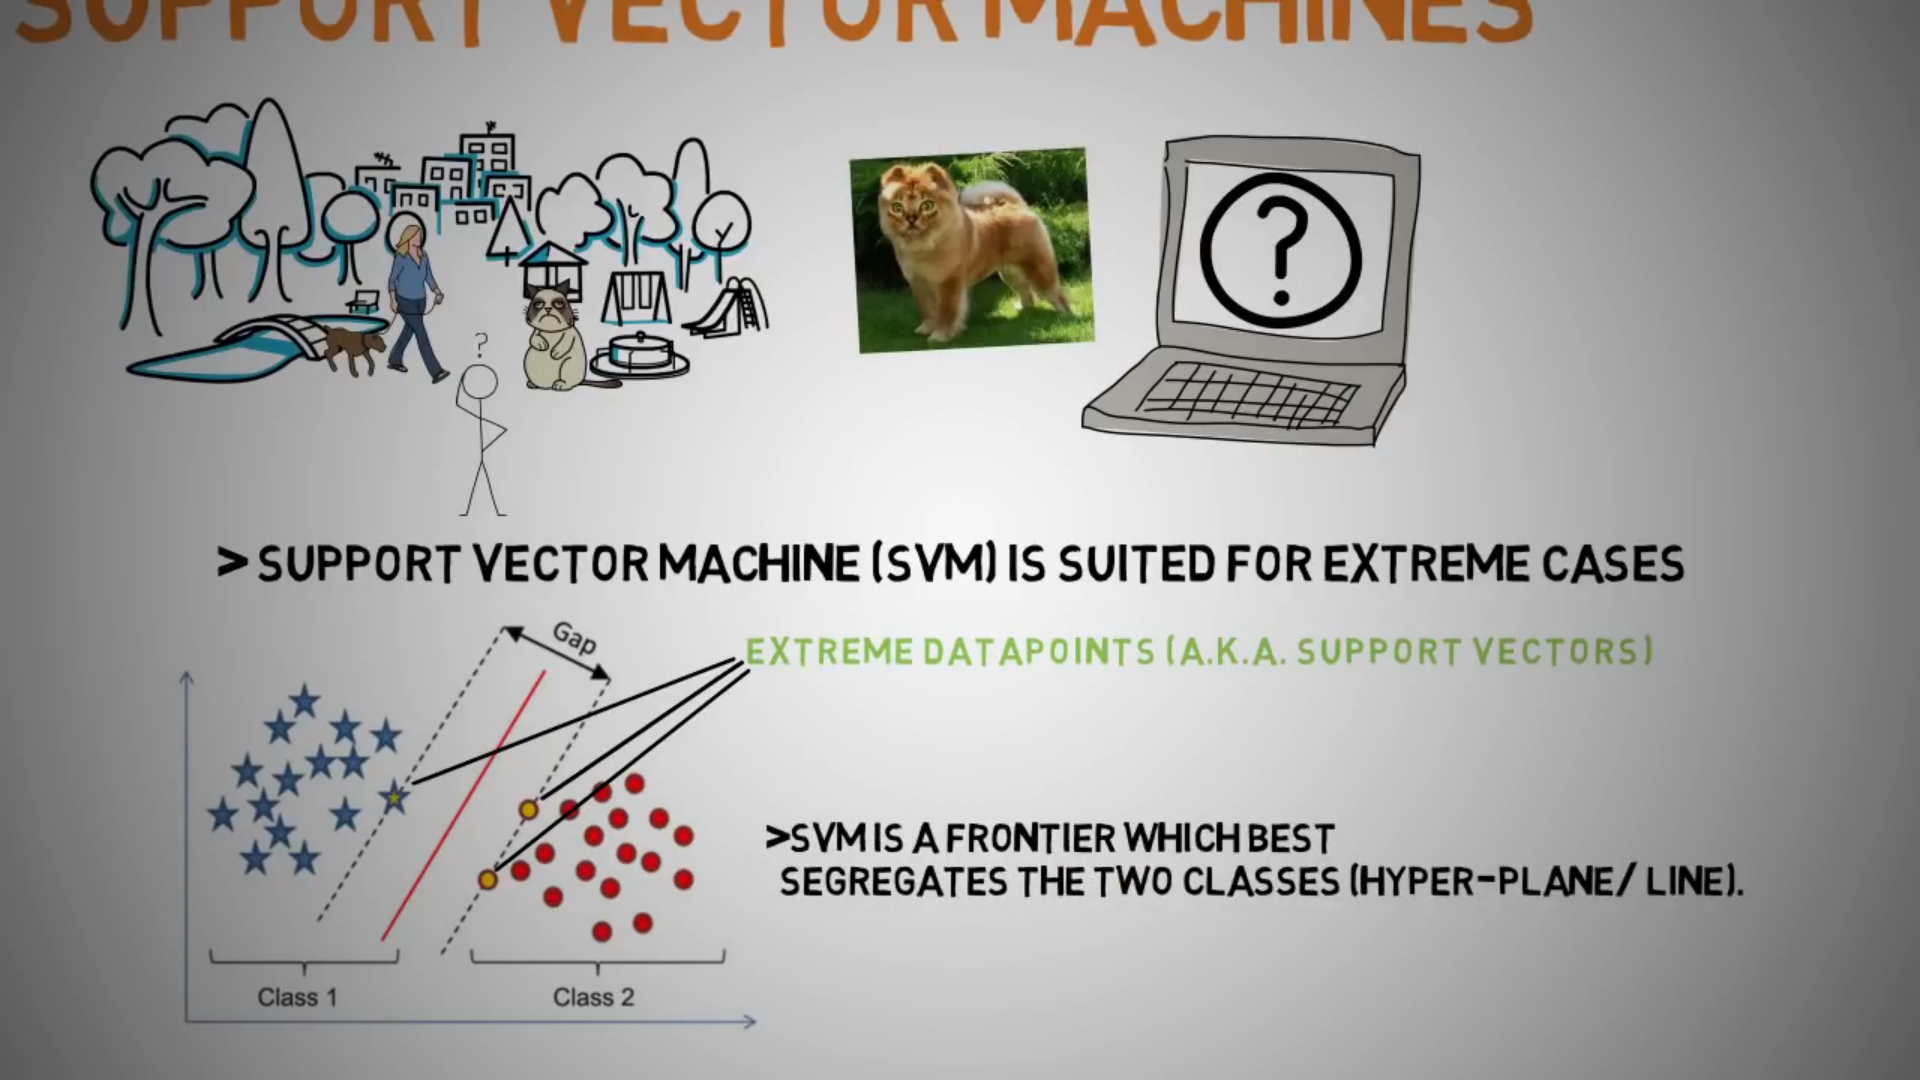 SUPPORT VECTOR MACHINES
?
?
> SUPPORT VECTOR MACHINE (SVM) IS SUITED FOR EXTREME CASES
Gap
EXTREME DATAPOINTS (A.K.A. SUPPORT VECTORS)
>SVM IS A FRONTIER WHICH BEST
SEGREGATES THE TWO CLASSES (HYPER-PLANE/ LINE).
Class 1
Class 2